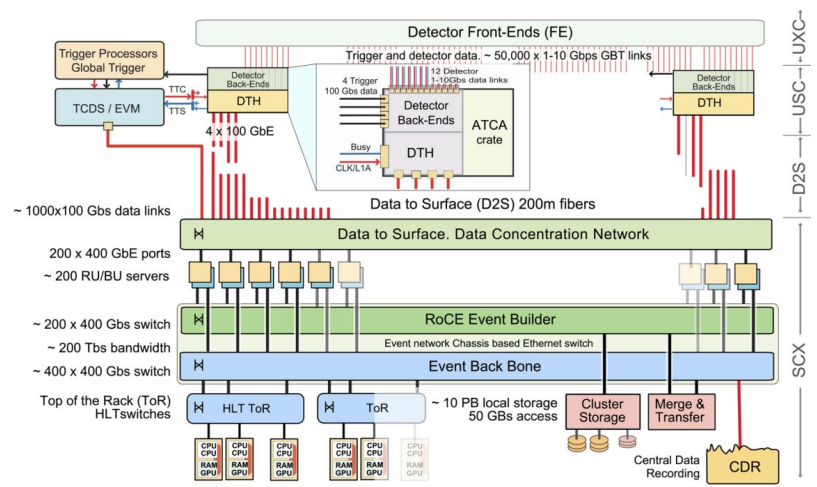 Detector Front-Ends (FE)
UXC
Trigger Processors
Global Trigger
Trigger and detector data, ~ 50,000 x 1-10 Gbps GBT links
Detector
Back-Ends
DTH
TTC
TTS
TCDS / EVM
4 x 100 GbE
4 Trigger
100 Gbs data
12 Detector
1-10Gbs data links
Detector
Back-Ends
DTH
ATCA
crate
Busy
CLK/L1A
Detector
Back-Ends
DTH
USC
D2S
Data to Surface (D2S) 200m fibers
~ 1000x100 Gbs data links
Data to Surface. Data Concentration Network
200 x 400 GbE ports
~ 200 RU/BU servers
RoCE Event Builder
~ 200 x 400 Gbs switch
Event network Chassis based Ethernet switch
~ 200 Tbs bandwidth
Event Back Bone
~ 400 x 400 Gbs switch
SCX
Top of the Rack (ToR)
HLTswitches
HLT ToR
ToR
~ 10 PB local storage
50 GBs access
Cluster
Storage
Merge &
Transfer
CPU
CPU
RAM
GPU
CPU
CPU
RAM
GPU
CPU
CPU
RAM
GPU
CPU
CPU
RAM
GPU
CPU
CPU
RAM
GPU
CPU
CPU
RAM
GPU
Central Data
Recording
CDR